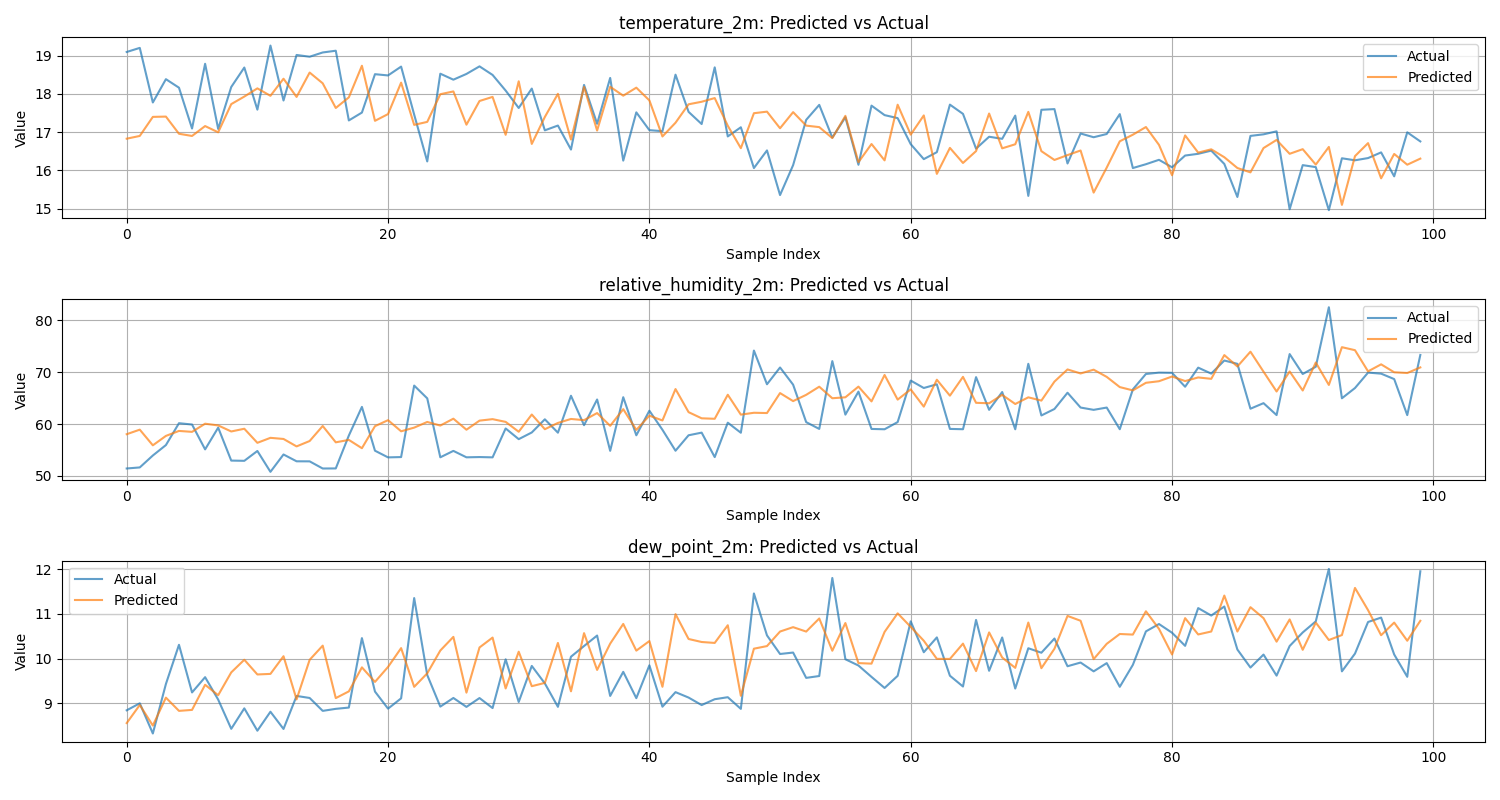 temperature_2m: Predicted vs Actual
Actual
Predicted
Value
19
18
17
16
15
0 20 40 60 80 100
Sample Index
relative_humidity_2m: Predicted vs Actual
Actual
Predicted
Value
80
70
60
50
0 20 40 60 80 100
Sample Index
dew_point_2m: Predicted vs Actual
Actual
Predicted
Value
12
11
10
9
0 20 40 60 80 100
Sample Index